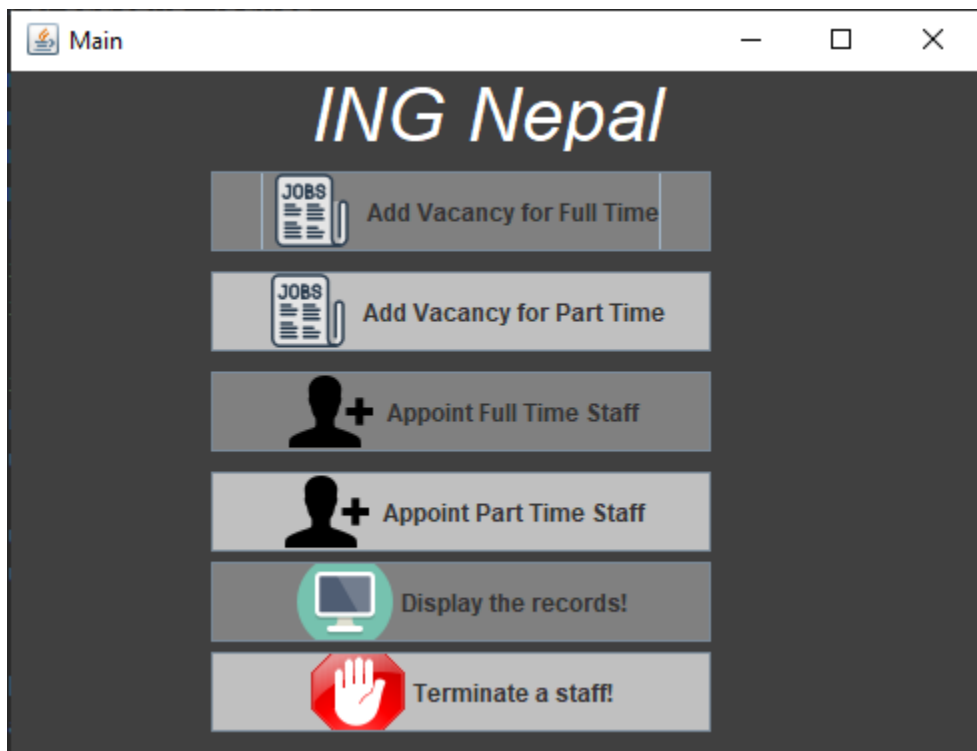 Main
ING Nepal
JOBS
Add Vacancy for Full Time
JOBS
Add Vacancy for Part Time
Appoint Full Time Staff
Appoint Part Time Staff
Display the records!
Terminate a staff!